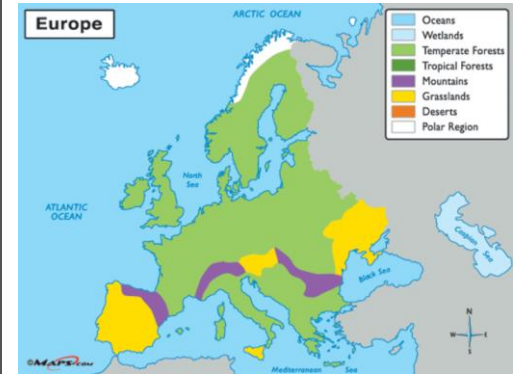 Europe
ARCTIC OCEAN
Oceans
Wetlands
Temperate Forests
Tropical Forests
Mountains
Grasslands
Deserts
Polar Region
North
Sea
ATLANTIC
OCEAN
Caspian Sea
Black Sea
N
W E
S
Mediterranean Sea
©MAPS.COM